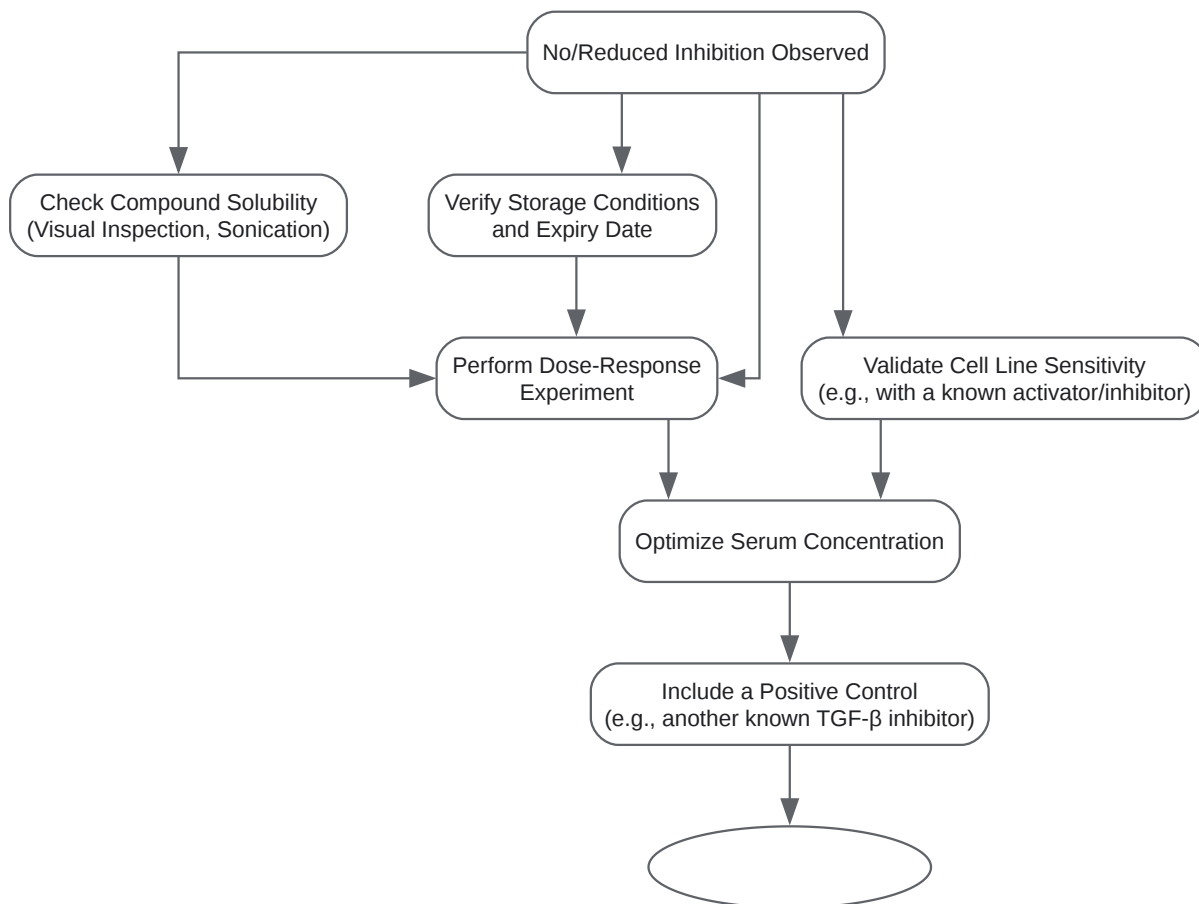 No/Reduced Inhibition Observed
Check Compound Solubility
(Visual Inspection, Sonication)
Verify Storage Conditions
and Expiry Date
Perform Dose-Response
Experiment
Validate Cell Line Sensitivity
(e.g., with a known activator/inhibitor)
Optimize Serum Concentration
Include a Positive Control
(e.g., another known TGF-β inhibitor)